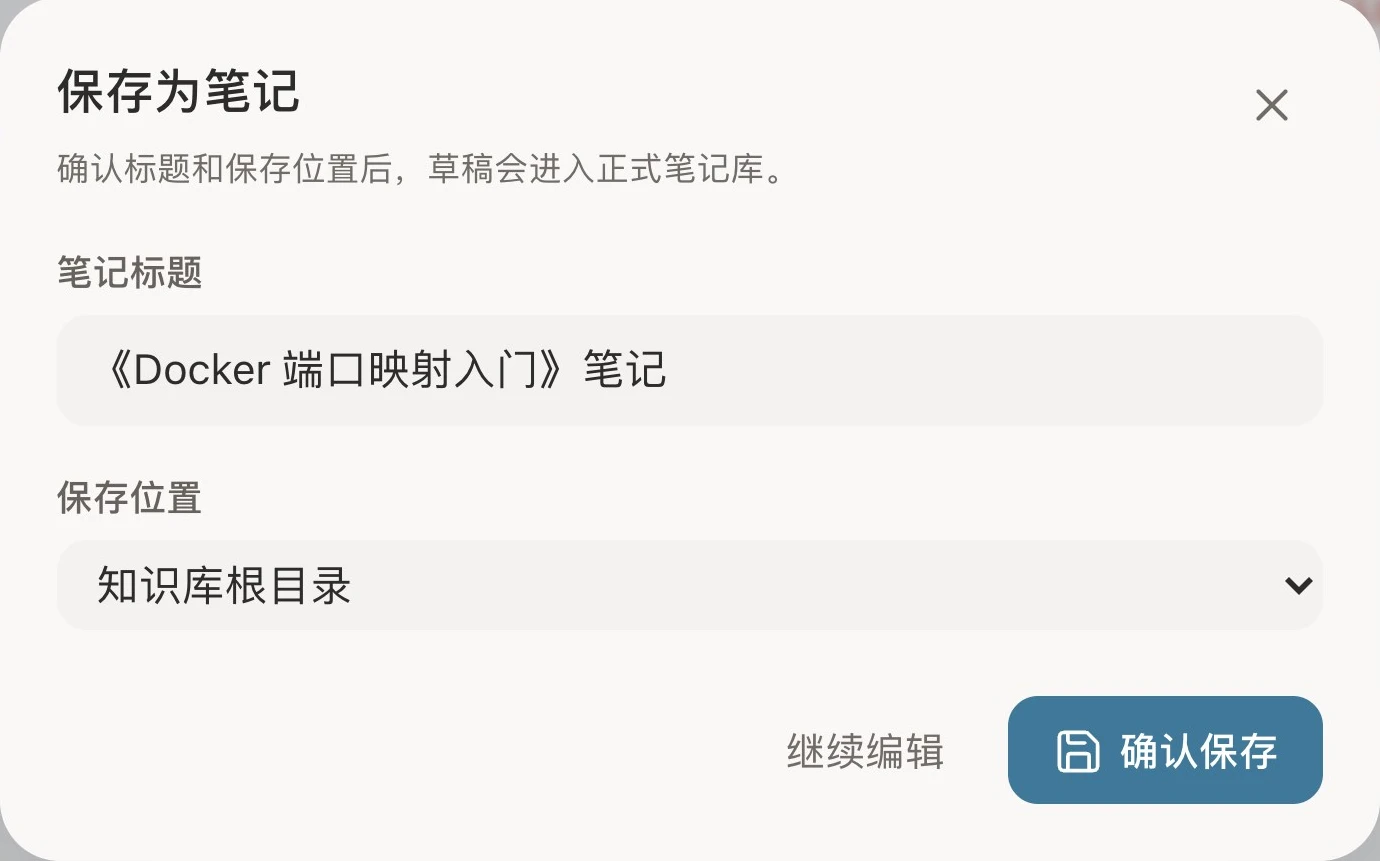 保存为笔记
确认标题和保存位置后，草稿会进入正式笔记库。
笔记标题
《Docker 端口映射入门》笔记
保存位置
知识库根目录
继续编辑
确认保存